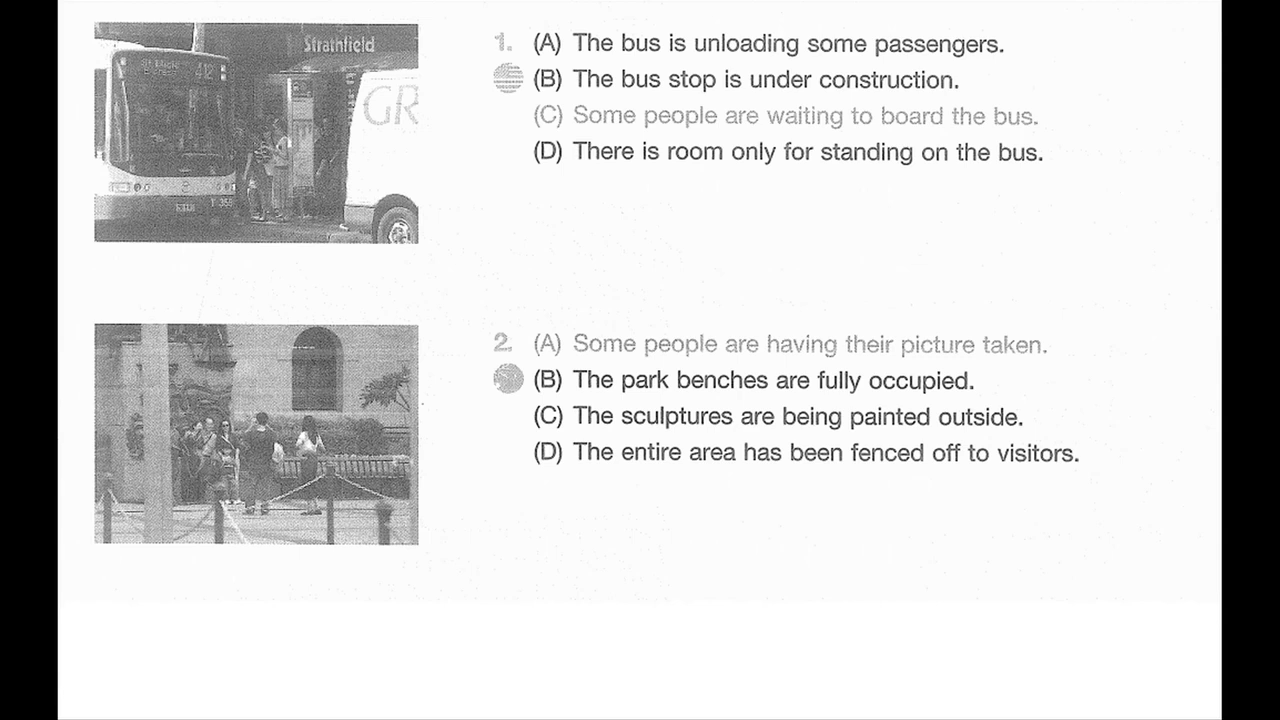 Strathfield
412
GR
1. (A) The bus is unloading some passengers.
(B) The bus stop is under construction.
(C) Some people are waiting to board the bus.
(D) There is room only for standing on the bus.
2. (A) Some people are having their picture taken.
(B) The park benches are fully occupied.
(C) The sculptures are being painted outside.
(D) The entire area has been fenced off to visitors.